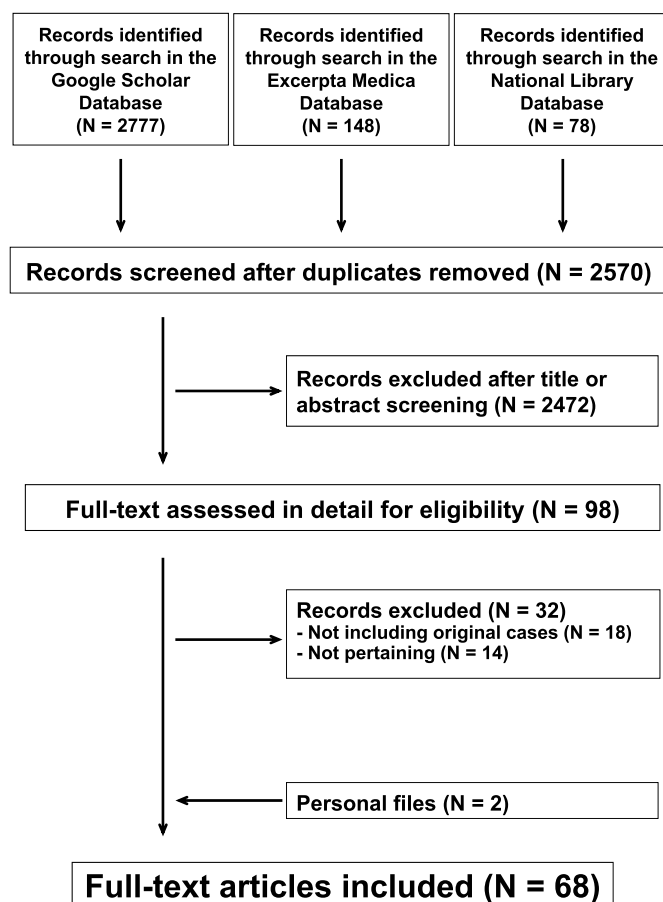 Records identified
through search in the
Google Scholar
Database
(N = 2777)
Records identified
through search in the
Excerpta Medica
Database
(N = 148)
Records identified
through search in the
National Library
Database
(N = 78)
Records screened after duplicates removed (N = 2570)
Records excluded after title or
abstract screening (N = 2472)
Full-text assessed in detail for eligibility (N = 98)
Records excluded (N = 32)
- Not including original cases (N = 18)
- Not pertaining (N = 14)
Personal files (N = 2)
Full-text articles included (N = 68)